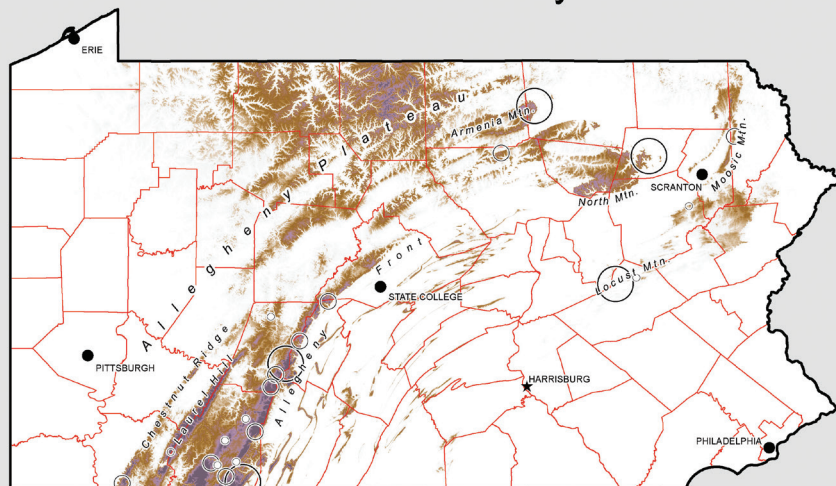 ERIE
Allegheny Plateau
Armenia Mtn.
Moosic Mtn.
SCRANTON
North Mtn.
Front
STATE COLLEGE
Locust Mtn.
Chestnut Ridge
Laurel Hill
Allegheny
PITTSBURGH
HARRISBURG
PHILADELPHIA